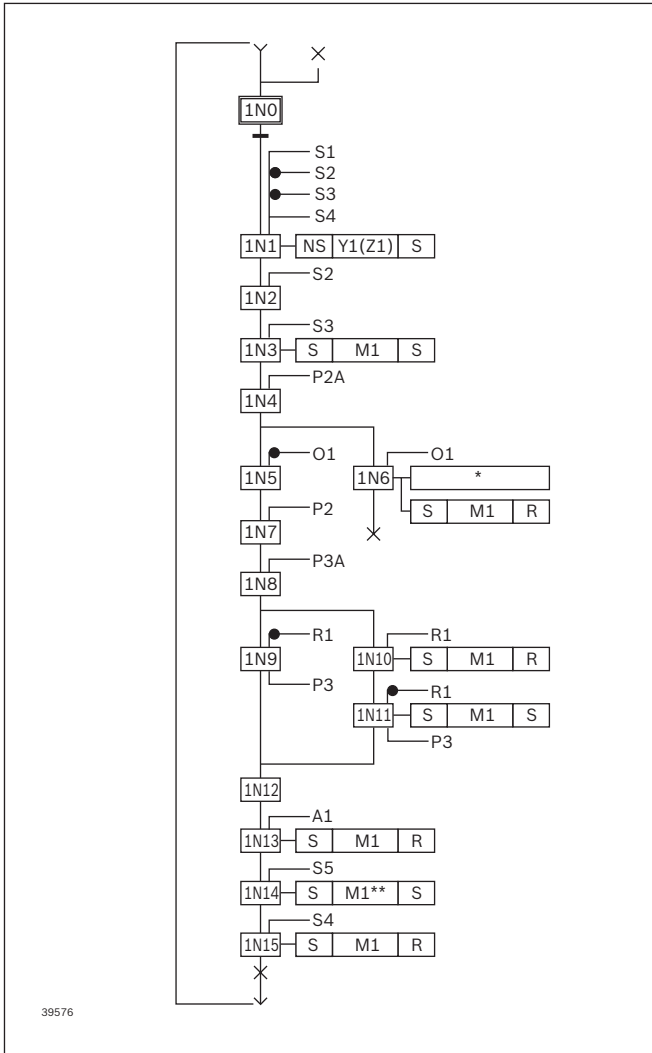 1N0
S1
S2
S3
S4
1N1 NS Y1(Z1) S
S2
1N2
S3
1N3 S M1 S
P2A
1N4
O1 O1
1N5 1N6 *
S M1 R
P2
1N7
P3A
1N8
R1 R1
1N9 1N10 S M1 R
P3 R1
1N11 S M1 S
P3
1N12
A1
1N13 S M1 R
S5
1N14 S M1** S
S4
1N15 S M1 R
39576